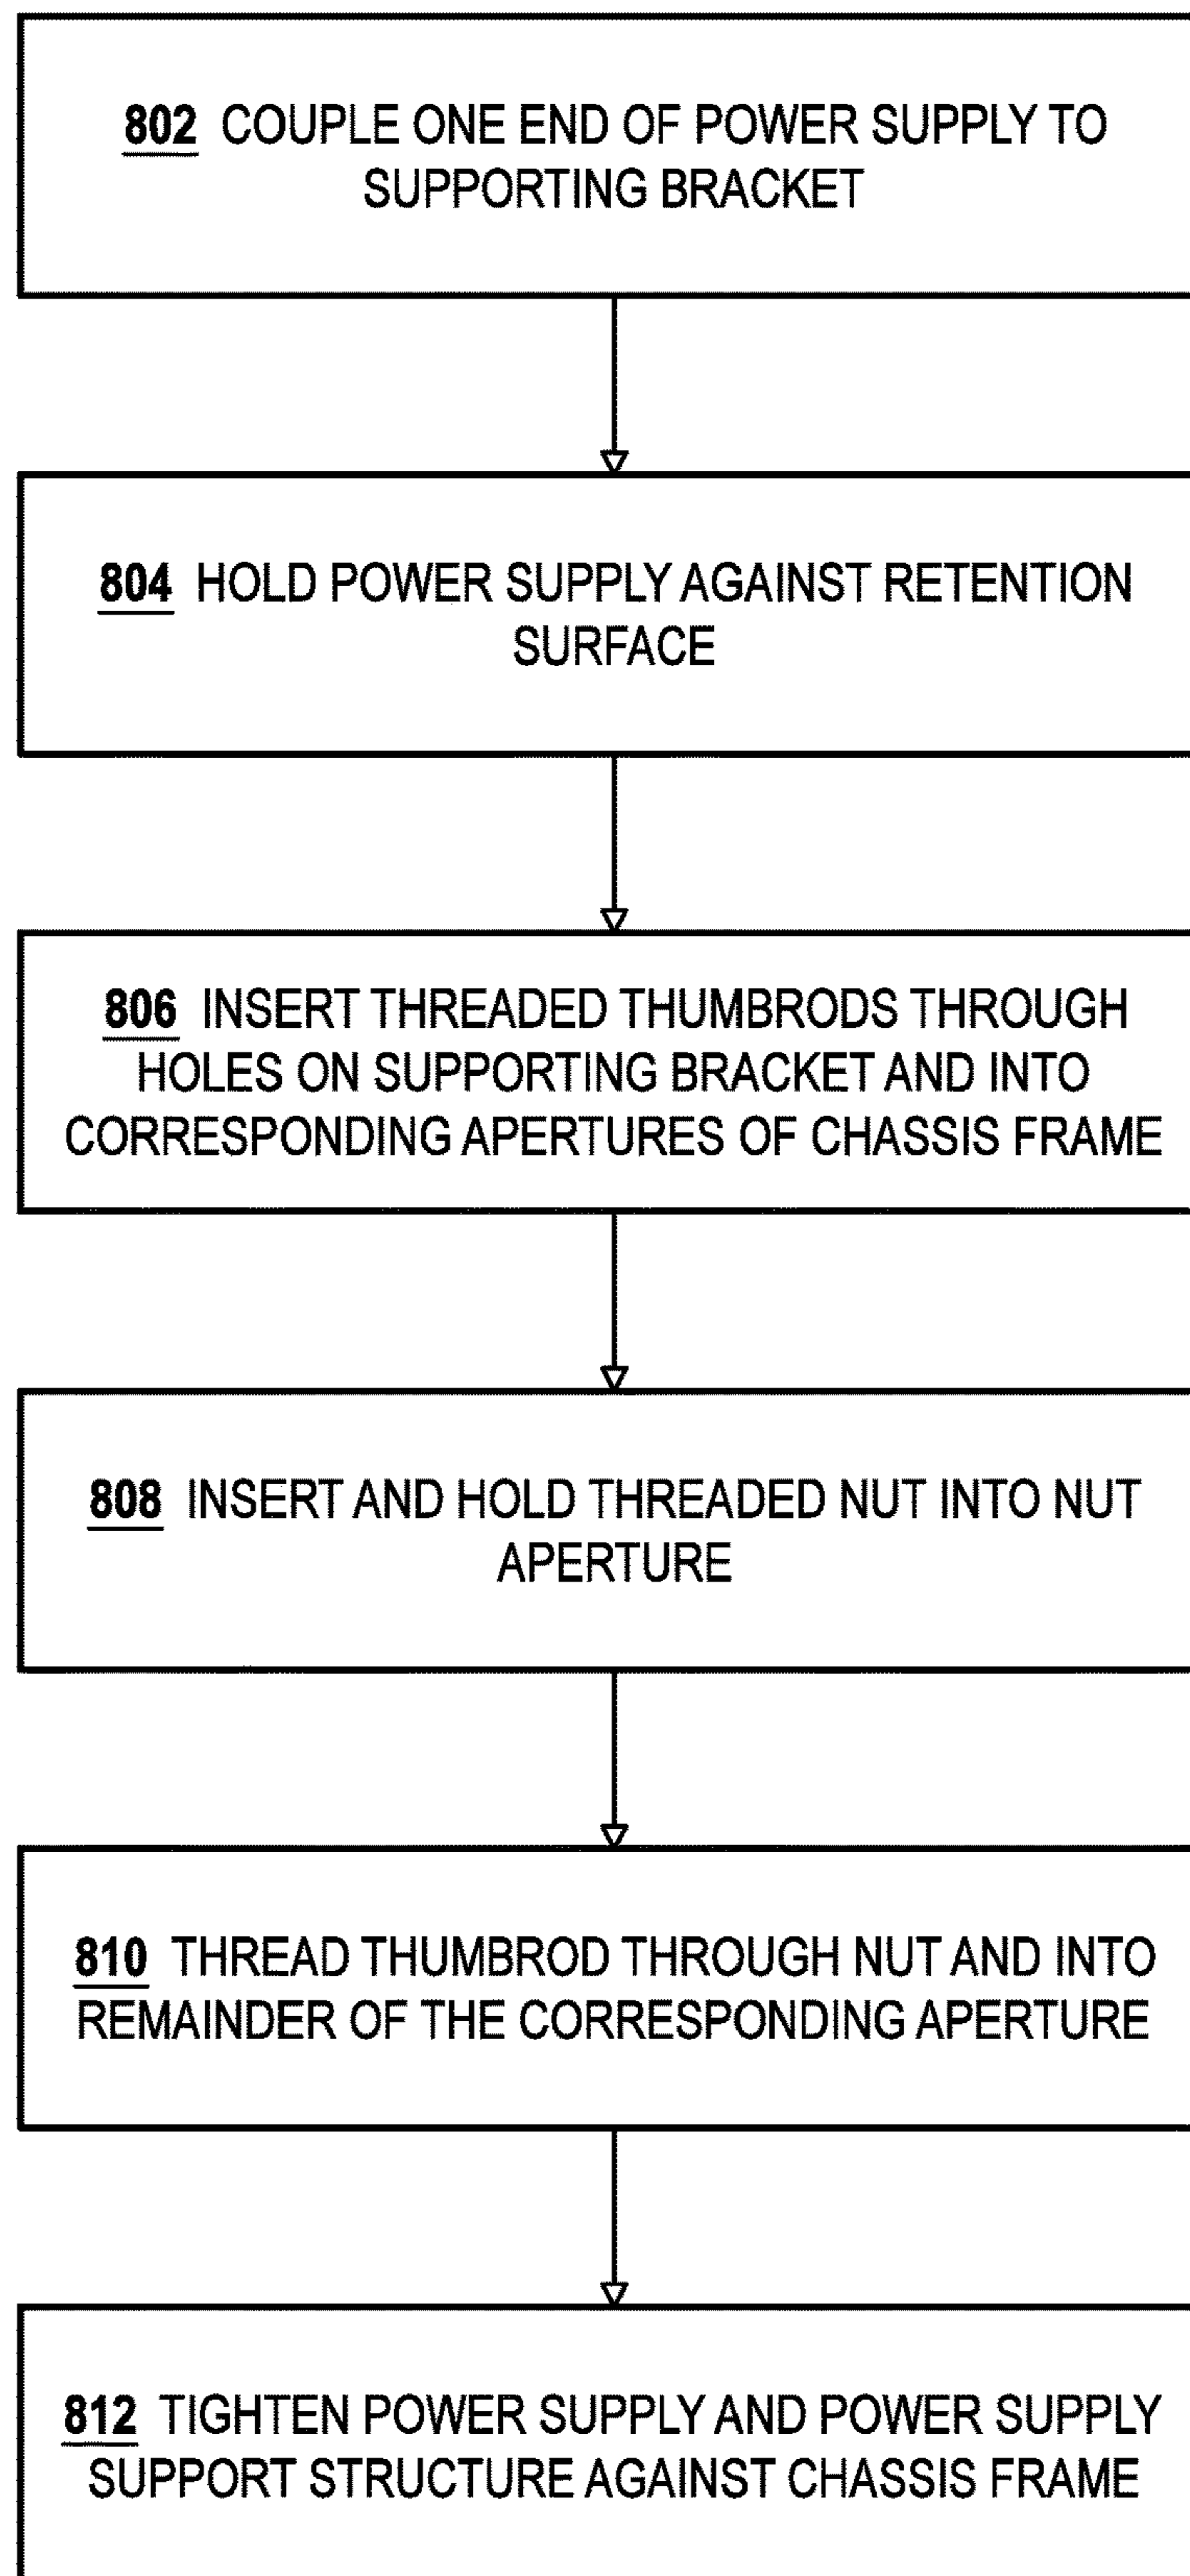 802 COUPLE ONE END OF POWER SUPPLY TO
SUPPORTING BRACKET
804 HOLD POWER SUPPLY AGAINST RETENTION
SURFACE
806 INSERT THREADED THUMBRODS THROUGH
HOLES ON SUPPORTING BRACKET AND INTO
CORRESPONDING APERTURES OF CHASSIS FRAME
808 INSERT AND HOLD THREADED NUT INTO NUT
APERTURE
810 THREAD THUMBROD THROUGH NUT AND INTO
REMAINDER OF THE CORRESPONDING APERTURE
812 TIGHTEN POWER SUPPLY AND POWER SUPPLY
SUPPORT STRUCTURE AGAINST CHASSIS FRAME